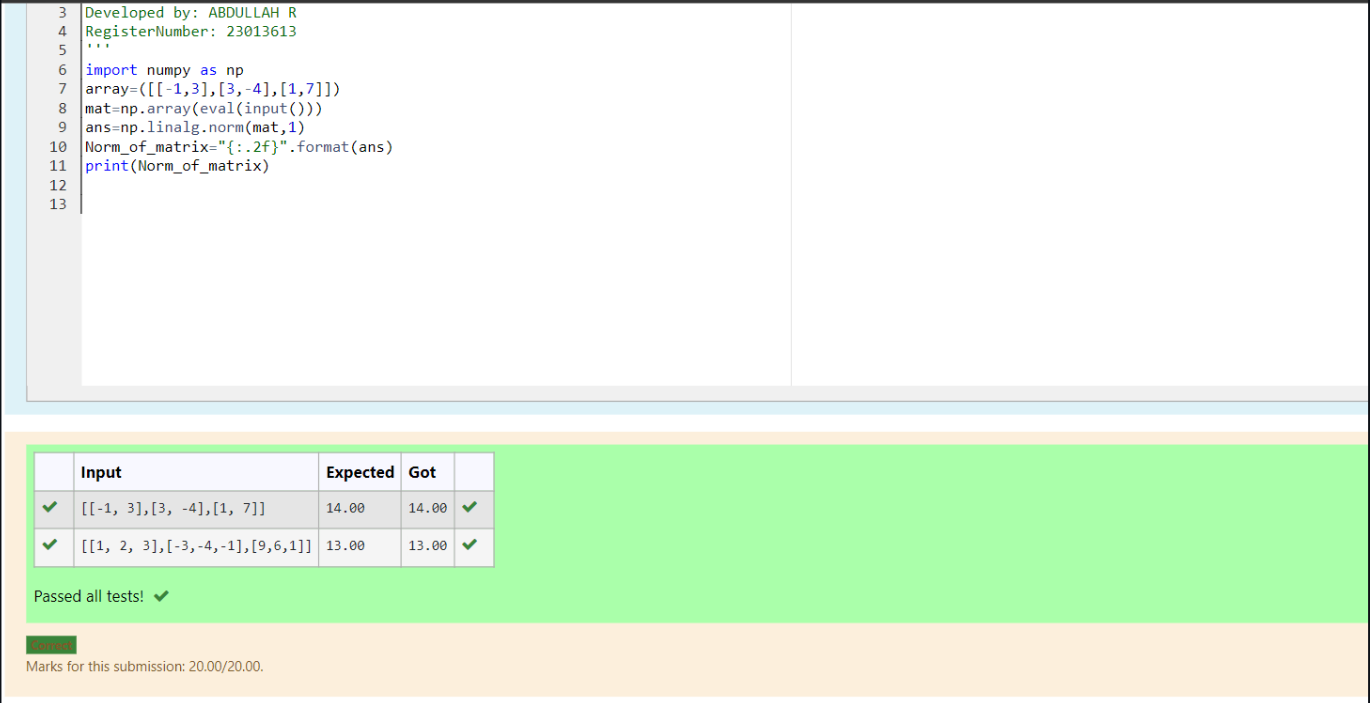 3 Developed by: ABDULLAH R
4 RegisterNumber: 23013613
5 '''
6 import numpy as np
7 array=([[-1,3],[3,-4],[1,7]])
8 mat=np.array(eval(input()))
9 ans=np.linalg.norm(mat,1)
10 Norm_of_matrix="{:.2f}".format(ans)
11 print(Norm_of_matrix)
12
13
Input Expected Got
[[-1, 3],[3, -4],[1, 7]] 14.00 14.00
[[1, 2, 3],[-3,-4,-1],[9,6,1]] 13.00 13.00
Passed all tests!
Correct
Marks for this submission: 20.00/20.00.